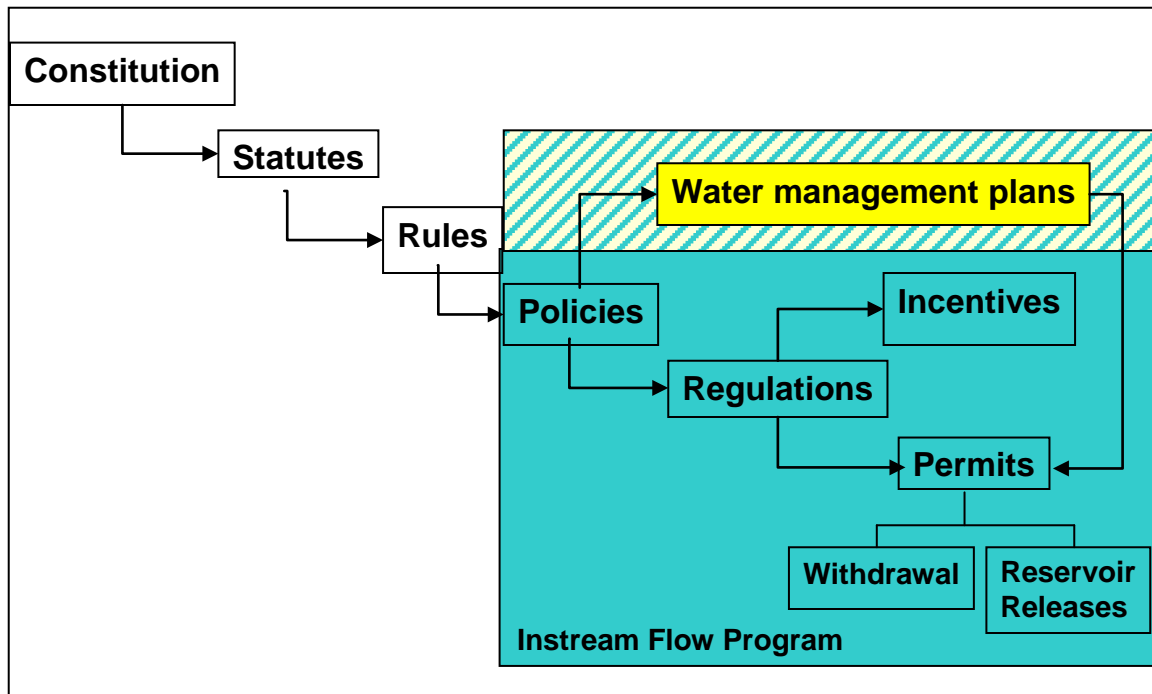 Constitution
Statutes
Water management plans
Rules
Policies
Incentives
Regulations
Permits
Withdrawal
Reservoir
Releases
Instream Flow Program